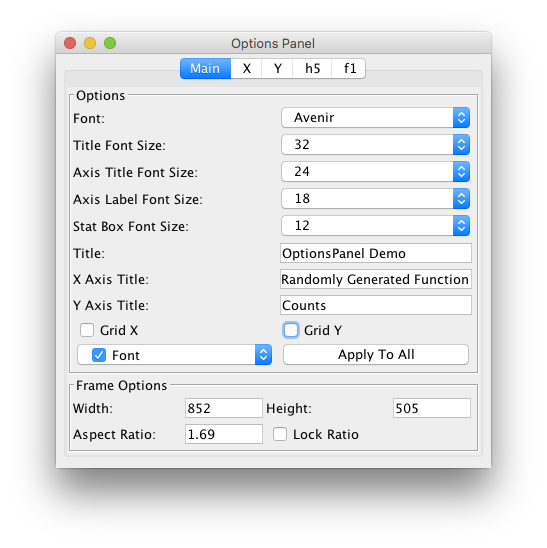 Options Panel
Main X Y h5 f1
Options
Font: Avenir
Title Font Size: 32
Axis Title Font Size: 24
Axis Label Font Size: 18
Stat Box Font Size: 12
Title: OptionsPanel Demo
X Axis Title: Randomly Generated Function
Y Axis Title: Counts
Grid X Grid Y
Font Apply To All
Frame Options
Width: 852 Height: 505
Aspect Ratio: 1.69 Lock Ratio